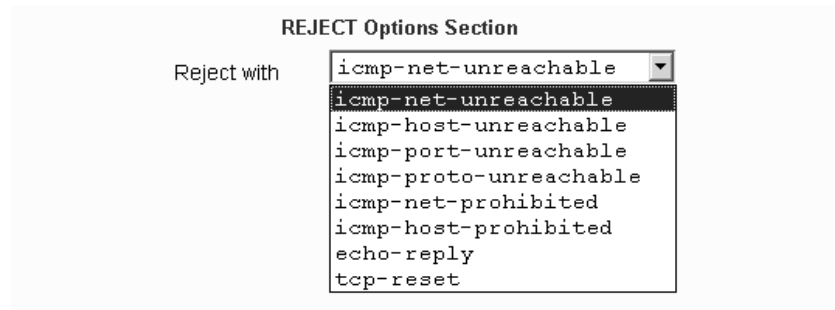 REJECT Options Section
Reject with icmp-net-unreachable
icmp-net-unreachable
icmp-host-unreachable
icmp-port-unreachable
icmp-proto-unreachable
icmp-net-prohibited
icmp-host-prohibited
echo-reply
tcp-reset